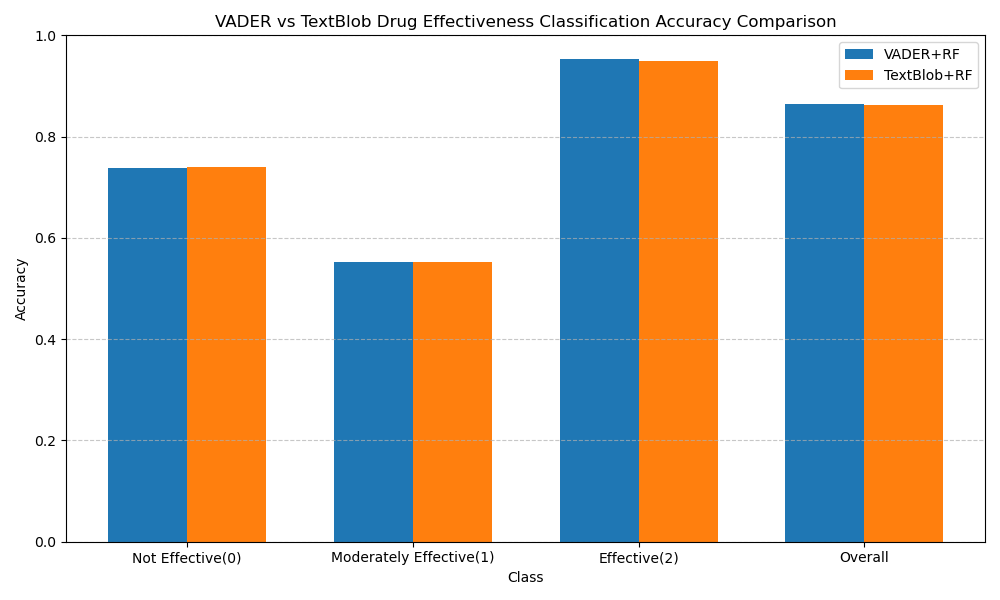 VADER vs TextBlob Drug Effectiveness Classification Accuracy Comparison
VADER+RF
TextBlob+RF
Accuracy
1.0
0.8
0.6
0.4
0.2
0.0
Not Effective(0)
Moderately Effective(1)
Effective(2)
Overall
Class